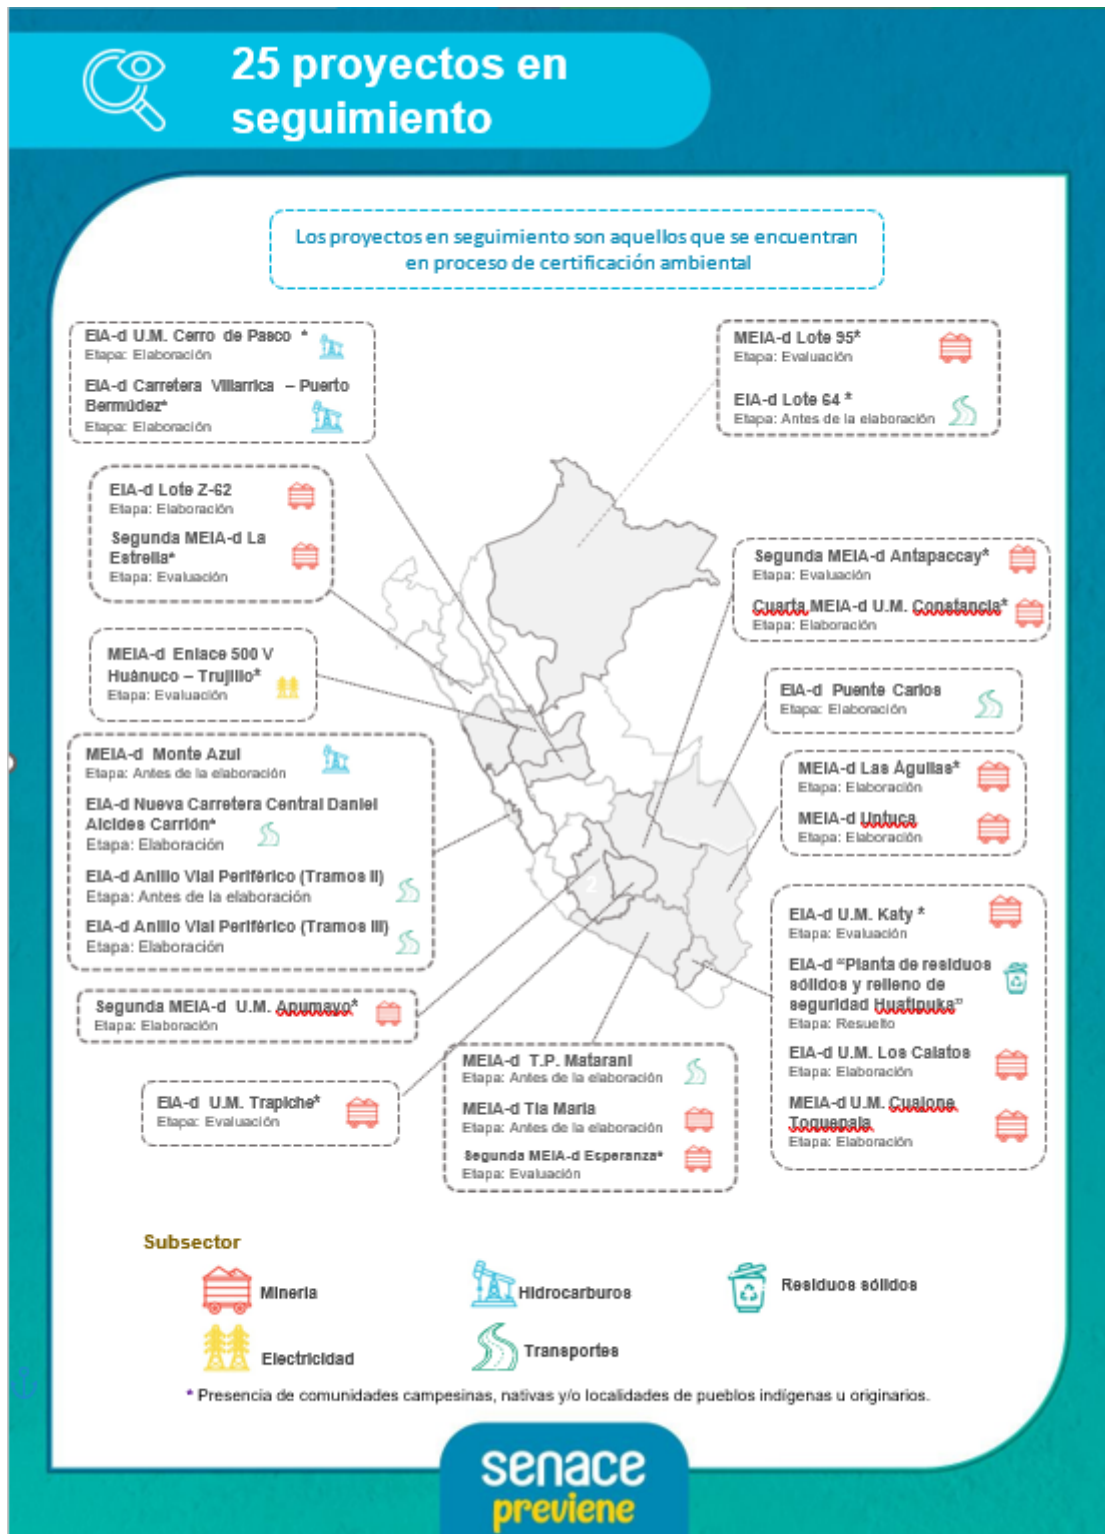 25 proyectos en
seguimiento
Los proyectos en seguimiento son aquellos que se encuentran
en proceso de certificación ambiental
EIA-d U.M. Cerro de Pasco *
Etapa: Elaboración
EIA-d Carretera Villarrica – Puerto
Bermúdez*
Etapa: Elaboración
EIA-d Lote Z-62
Etapa: Elaboración
Segunda MEIA-d La
Estrella*
Etapa: Evaluación
MEIA-d Enlace 500 V
Huánuco – Trujillo*
Etapa: Evaluación
MEIA-d Monte Azul
Etapa: Antes de la elaboración
EIA-d Nueva Carretera Central Daniel
Alcides Carrión*
Etapa: Elaboración
EIA-d Anillo Vial Periférico (Tramos II)
Etapa: Antes de la elaboración
EIA-d Anillo Vial Periférico (Tramos III)
Etapa: Elaboración
Segunda MEIA-d U.M. Apumayo*
Etapa: Elaboración
EIA-d U.M. Trapiche*
Etapa: Evaluación
MEIA-d T.P. Matarani
Etapa: Antes de la elaboración
MEIA-d Tia Maria
Etapa: Antes de la elaboración
Segunda MEIA-d Esperanza*
Etapa: Evaluación
MEIA-d Lote 95*
Etapa: Evaluación
EIA-d Lote 64 *
Etapa: Antes de la elaboración
Segunda MEIA-d Antapaccay*
Etapa: Evaluación
Cuarta MEIA-d U.M. Constancia*
Etapa: Elaboración
EIA-d Puente Carlos
Etapa: Elaboración
MEIA-d Las Águilas*
Etapa: Elaboración
MEIA-d Untuca
Etapa: Elaboración
EIA-d U.M. Katy *
Etapa: Evaluación
EIA-d “Planta de residuos
sólidos y relleno de
seguridad Huatipuka”
Etapa: Resuelto
EIA-d U.M. Los Calatos
Etapa: Elaboración
MEIA-d U.M. Cuajone
Toquepala
Etapa: Elaboración
2
Subsector
Minería
Hidrocarburos
Residuos sólidos
Electricidad
Transportes
* Presencia de comunidades campesinas, nativas y/o localidades de pueblos indígenas u originarios.
senace
previene